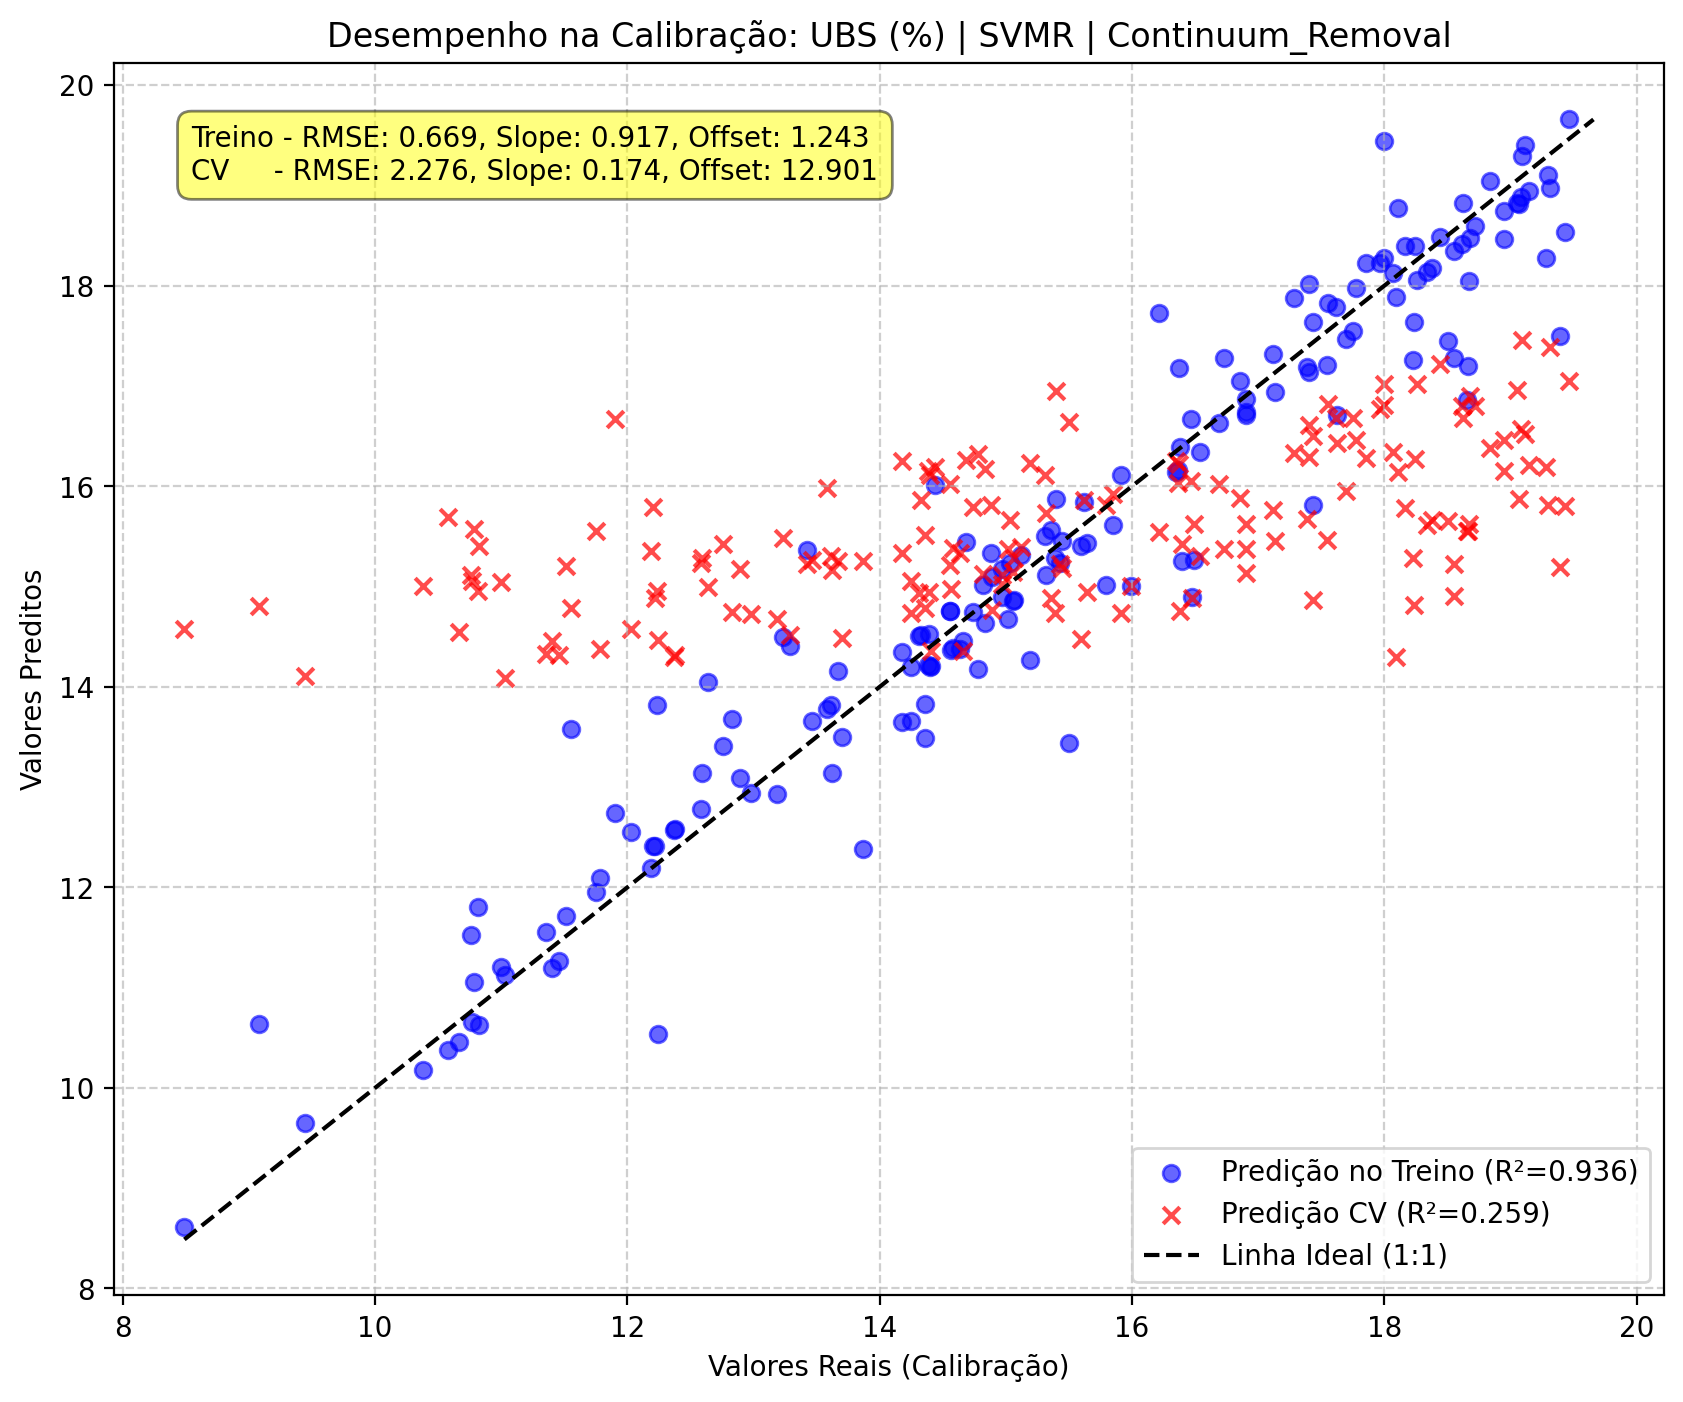 Desempenho na Calibração: UBS (%) | SVMR | Continuum_Removal
Treino - RMSE: 0.669, Slope: 0.917, Offset: 1.243
CV - RMSE: 2.276, Slope: 0.174, Offset: 12.901
Valores Preditos
20
18
16
14
12
10
8
Predição no Treino (R²=0.936)
Predição CV (R²=0.259)
Linha Ideal (1:1)
8 10 12 14 16 18 20
Valores Reais (Calibração)